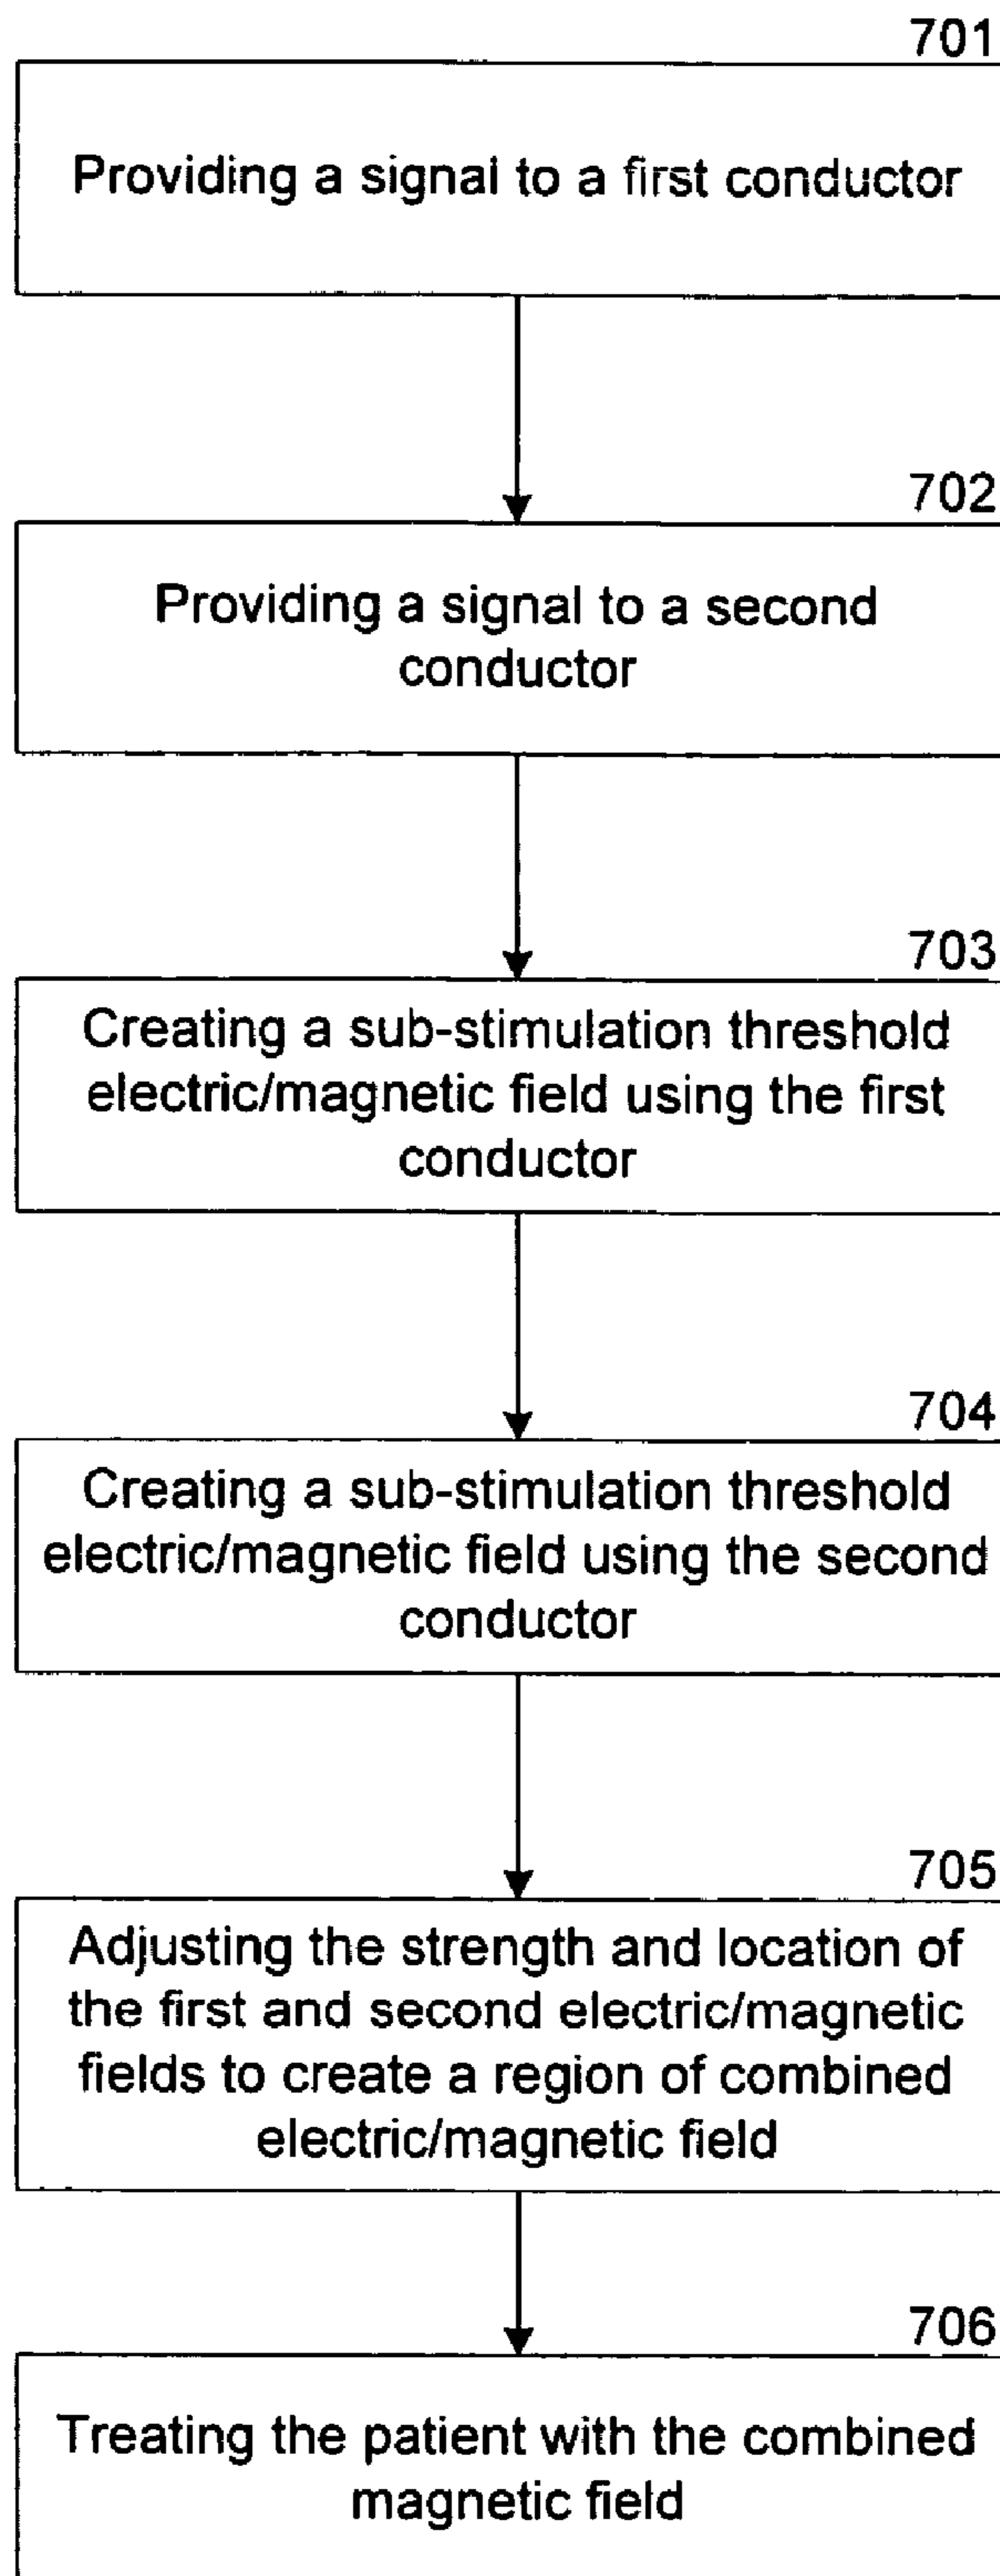 701
Providing a signal to a first conductor
702
Providing a signal to a second
conductor
703
Creating a sub-stimulation threshold
electric/magnetic field using the first
conductor
704
Creating a sub-stimulation threshold
electric/magnetic field using the second
conductor
705
Adjusting the strength and location of
the first and second electric/magnetic
fields to create a region of combined
electric/magnetic field
706
Treating the patient with the combined
magnetic field